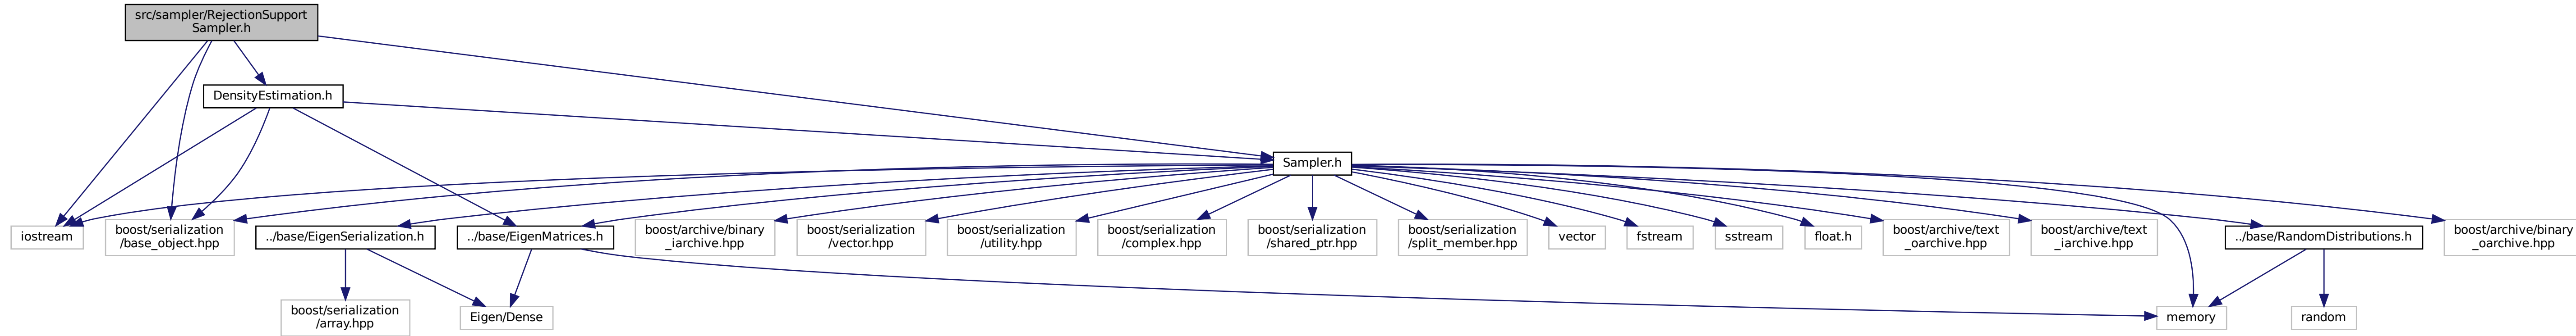 src/sampler/RejectionSupport
Sampler.h
DensityEstimation.h
Sampler.h
iostream
boost/serialization
/base_object.hpp
../base/EigenSerialization.h
../base/EigenMatrices.h
boost/archive/binary
_iarchive.hpp
boost/serialization
/vector.hpp
boost/serialization
/utility.hpp
boost/serialization
/complex.hpp
boost/serialization
/shared_ptr.hpp
boost/serialization
/split_member.hpp
vector
fstream
sstream
float.h
boost/archive/text
_oarchive.hpp
boost/archive/text
_iarchive.hpp
../base/RandomDistributions.h
boost/archive/binary
_oarchive.hpp
boost/serialization
/array.hpp
Eigen/Dense
memory
random